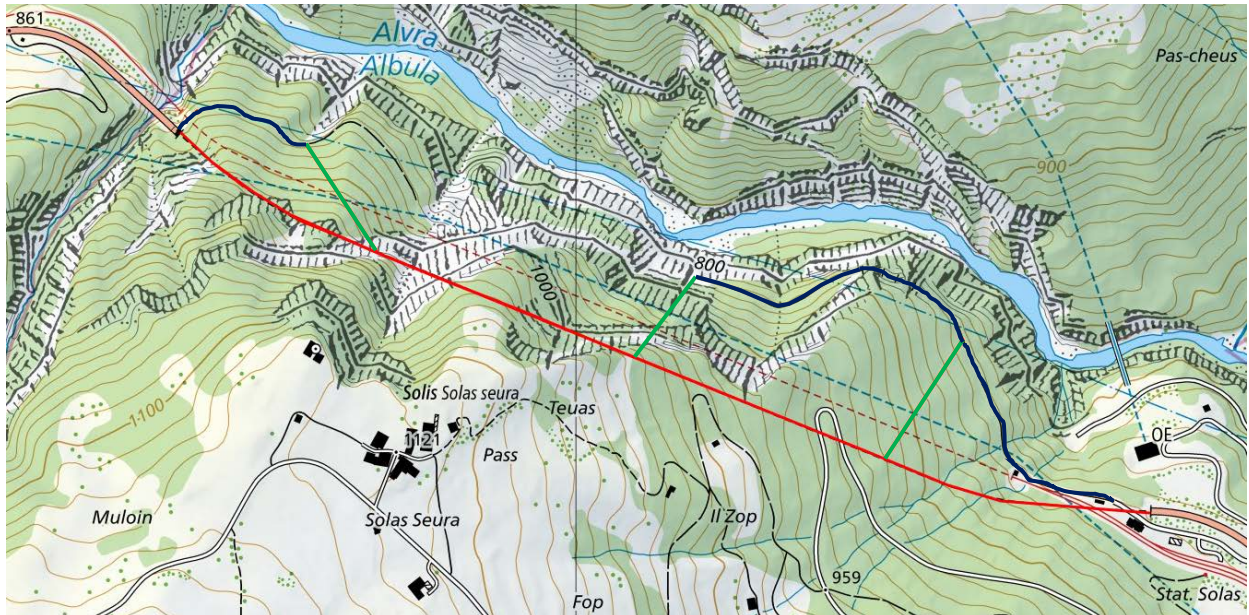 861
Alvra
Albula
Pas-cheus
900
800
1000
1100
Solis Solas seura
Teuas
1121
Pass
OE
Muloin
Solas Seura
Il Zop
959
Fop
Stat. Solas